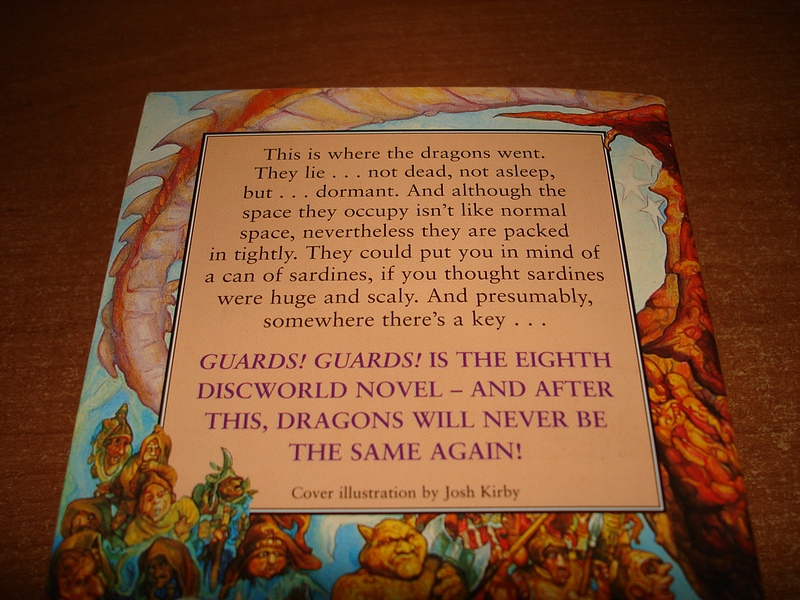 This is where the dragons went.
They lie . . . not dead, not asleep,
but . . . dormant. And although the
space they occupy isn't like normal
space, nevertheless they are packed
in tightly. They could put you in mind of
a can of sardines, if you thought sardines
were huge and scaly. And presumably,
somewhere there's a key . . .
GUARDS! GUARDS! IS THE EIGHTH
DISCWORLD NOVEL – AND AFTER
THIS, DRAGONS WILL NEVER BE
THE SAME AGAIN!
Cover illustration by Josh Kirby